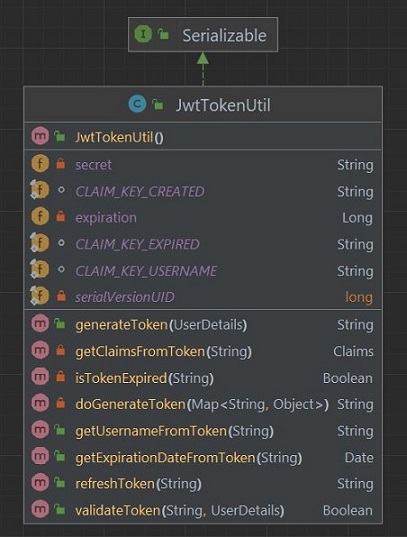 I Serializable
C JwtTokenUtil
m JwtTokenUtil()
f secret String
f CLAIM_KEY_CREATED String
f expiration Long
f CLAIM_KEY_EXPIRED String
f CLAIM_KEY_USERNAME String
f serialVersionUID long
m generateToken(UserDetails) String
m getClaimsFromToken(String) Claims
m isTokenExpired(String) Boolean
m doGenerateToken(Map<String, Object>) String
m getUsernameFromToken(String) String
m getExpirationDateFromToken(String) Date
m refreshToken(String) String
m validateToken(String, UserDetails) Boolean